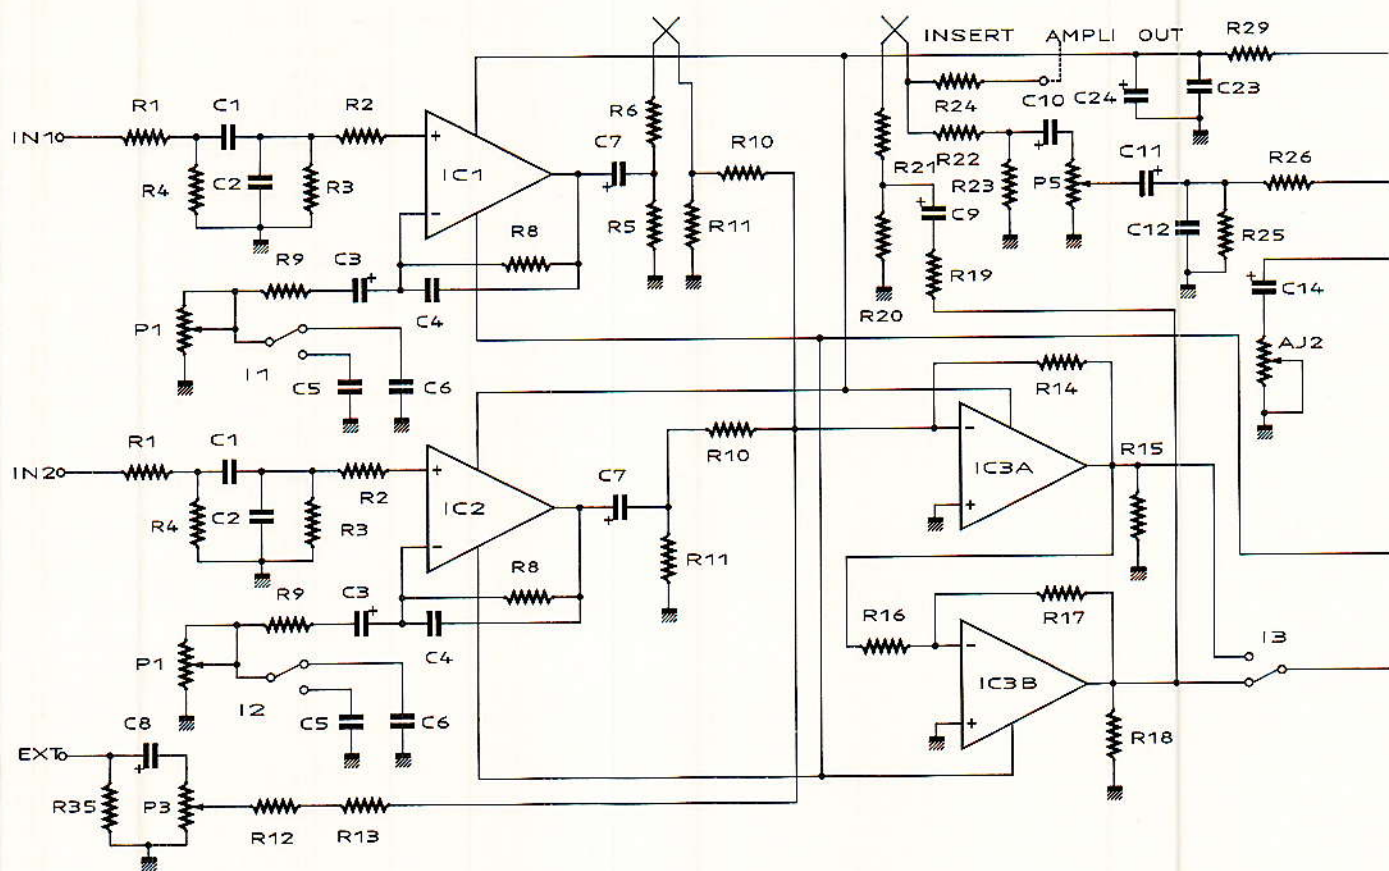 INSERT AMPLI OUT R29
R1 C1 R2 R6 R24 C10 C24 C23
IN1 C7 R10 C11 R26
R4 C2 R3 IC1 R21 R22 R23 P5
R5 R11 C9 C12 R25
R9 C3 R8 R19 C14
P1 C4 R20 AJ2
I1 C5 C6 R14
R1 C1 R10 R15
IN2 R2 C7 IC3A
R4 C2 R3 IC2
R11
R9 C3 R8 R16 R17
P1 C4 I3
I2 C5 C6 IC3B
C8 R18
EXT
R35 P3
R12 R13
+
-
+
-
-
+
-
+
+
+
+
+
+
+
+
+
+
+